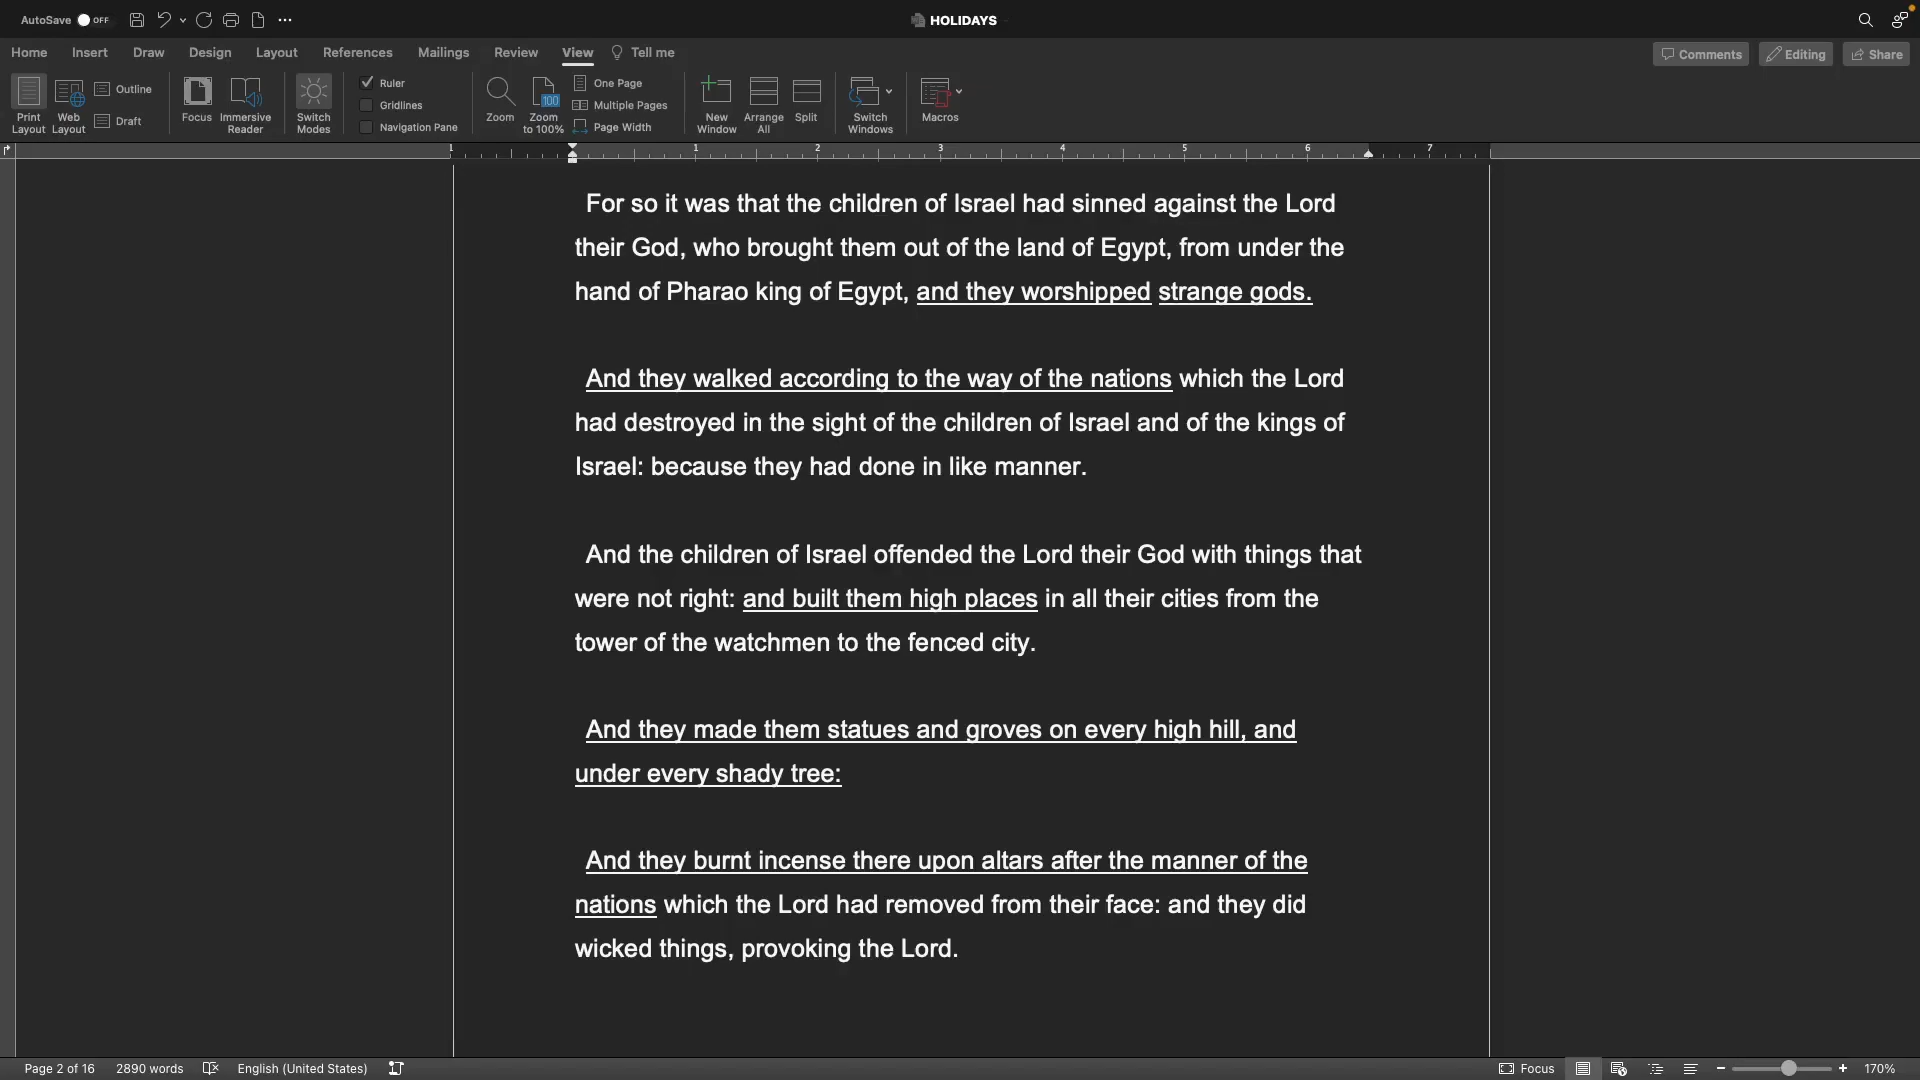 AutoSave OFF HOLIDAYS
Home Insert Draw Design Layout References Mailings Review View Tell me Comments Editing Share
Print Layout Web Layout Outline Draft Focus Immersive Reader Switch Modes Ruler Gridlines Navigation Pane Zoom 100 Zoom to 100% One Page Multiple Pages Page Width New Window Arrange All Split Switch Windows Macros
1 1 2 3 4 5 6 7
For so it was that the children of Israel had sinned against the Lord
their God, who brought them out of the land of Egypt, from under the
hand of Pharao king of Egypt, and they worshipped strange gods.
And they walked according to the way of the nations which the Lord
had destroyed in the sight of the children of Israel and of the kings of
Israel: because they had done in like manner.
And the children of Israel offended the Lord their God with things that
were not right: and built them high places in all their cities from the
tower of the watchmen to the fenced city.
And they made them statues and groves on every high hill, and
under every shady tree:
And they burnt incense there upon altars after the manner of the
nations which the Lord had removed from their face: and they did
wicked things, provoking the Lord.
Page 2 of 16 2890 words English (United States) Focus 170%